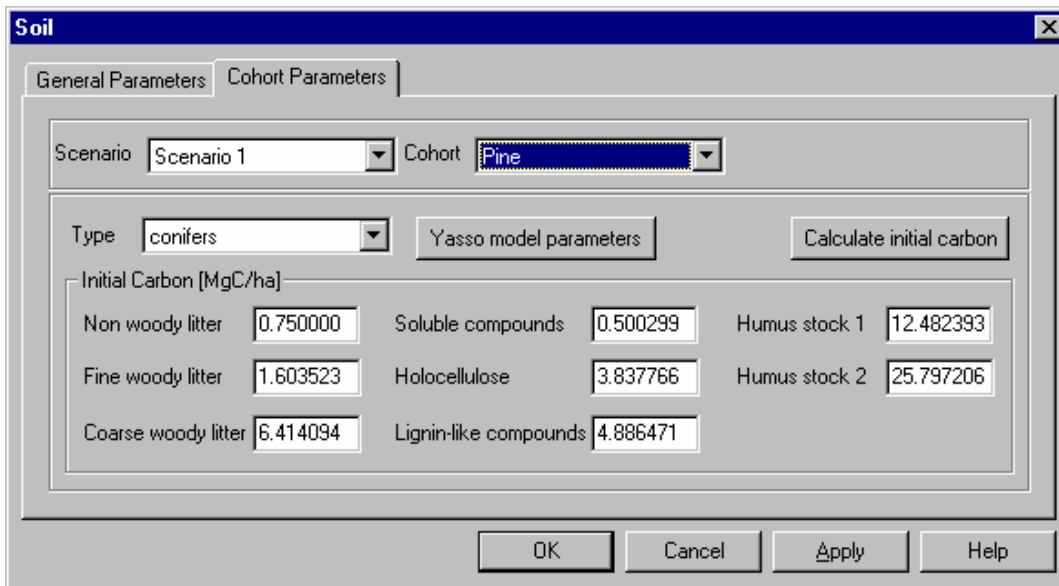 Soil
General Parameters Cohort Parameters
Scenario Scenario 1 Cohort Pine
Type conifers Yasso model parameters Calculate initial carbon
Initial Carbon [MgC/ha]
Non woody litter 0.750000 Soluble compounds 0.500299 Humus stock 1 12.482393
Fine woody litter 1.603523 Holocellulose 3.837766 Humus stock 2 25.797206
Coarse woody litter 6.414094 Lignin-like compounds 4.886471
OK Cancel Apply Help